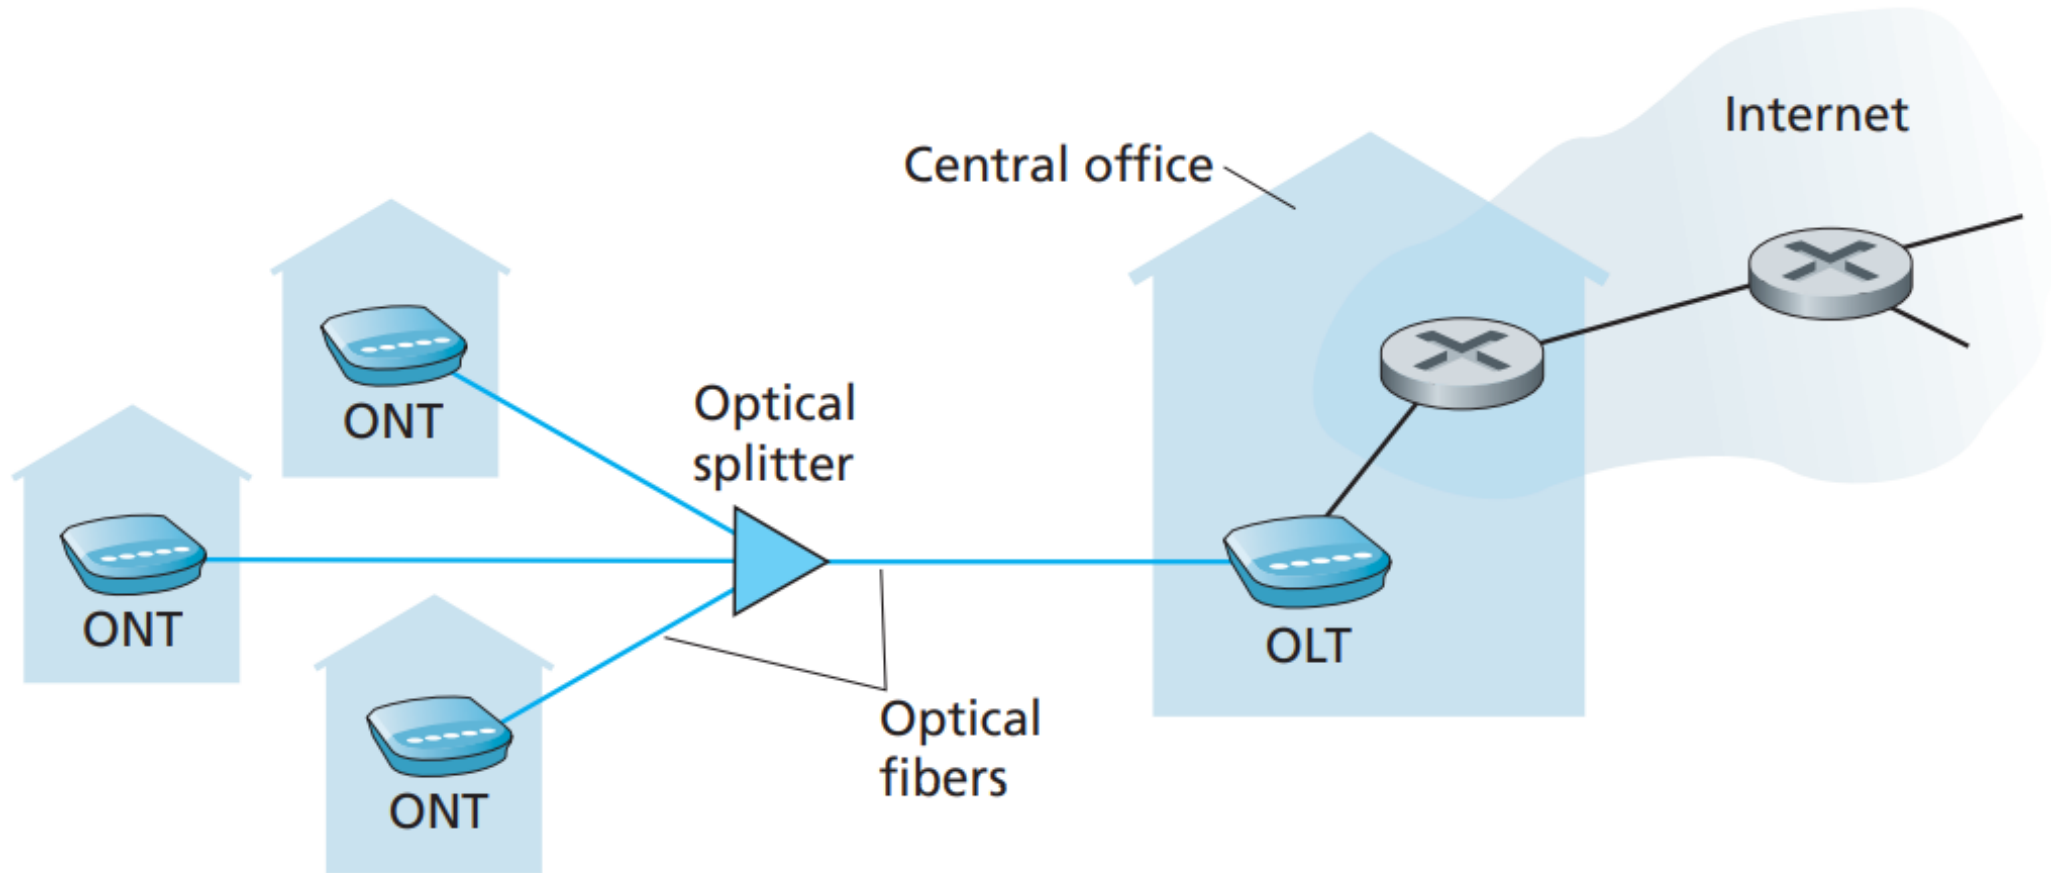 Internet
Central office
ONT
Optical
splitter
ONT
OLT
Optical
fibers
ONT